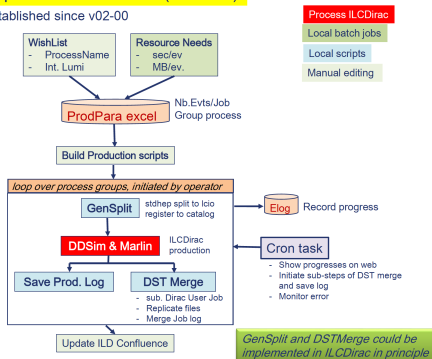 tablished since v02-00
WishList
- ProcessName
- Int. Lumi
Resource Needs
- sec/ev
- MB/ev.
Process ILCDirac
Local batch jobs
Local scripts
Manual editing
ProdPara excel
Nb.Evts/Job
Group process
Build Production scripts
loop over process groups, initiated by operator
GenSplit
stdhep split to lcio
register to catalog
Elog
Record progress
DDSim & Marlin
ILCDirac
production
Cron task
- Show progresses on web
- Initiate sub-steps of DST merge
and save log
- Monitor error
Save Prod. Log
DST Merge
- sub. Dirac User Job
- Replicate files
- Merge Job log
Update ILD Confluence
GenSplit and DSTMerge could be
implemented in ILCDirac in principle